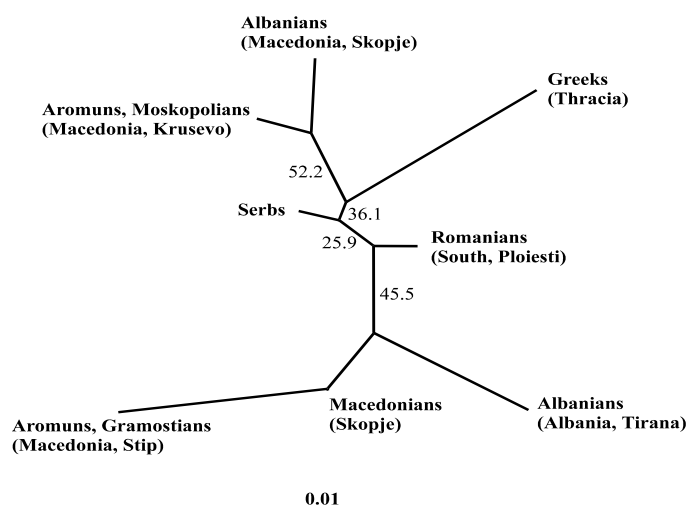 Albanians
(Macedonia, Skopje)
Greeks
(Thracia)
Aromuns, Moskopolians
(Macedonia, Krusevo)
52.2
Serbs
36.1
25.9
Romanians
(South, Ploiesti)
45.5
Macedonians
(Skopje)
Albanians
(Albania, Tirana)
Aromuns, Gramostians
(Macedonia, Stip)
0.01